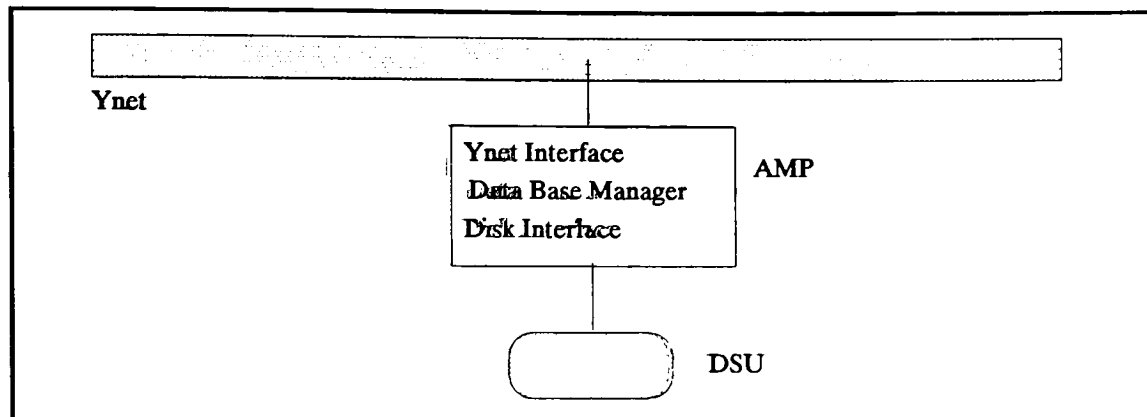 Ynet
Ynet Interface
Data Base Manager
Disk Interface
AMP
DSU